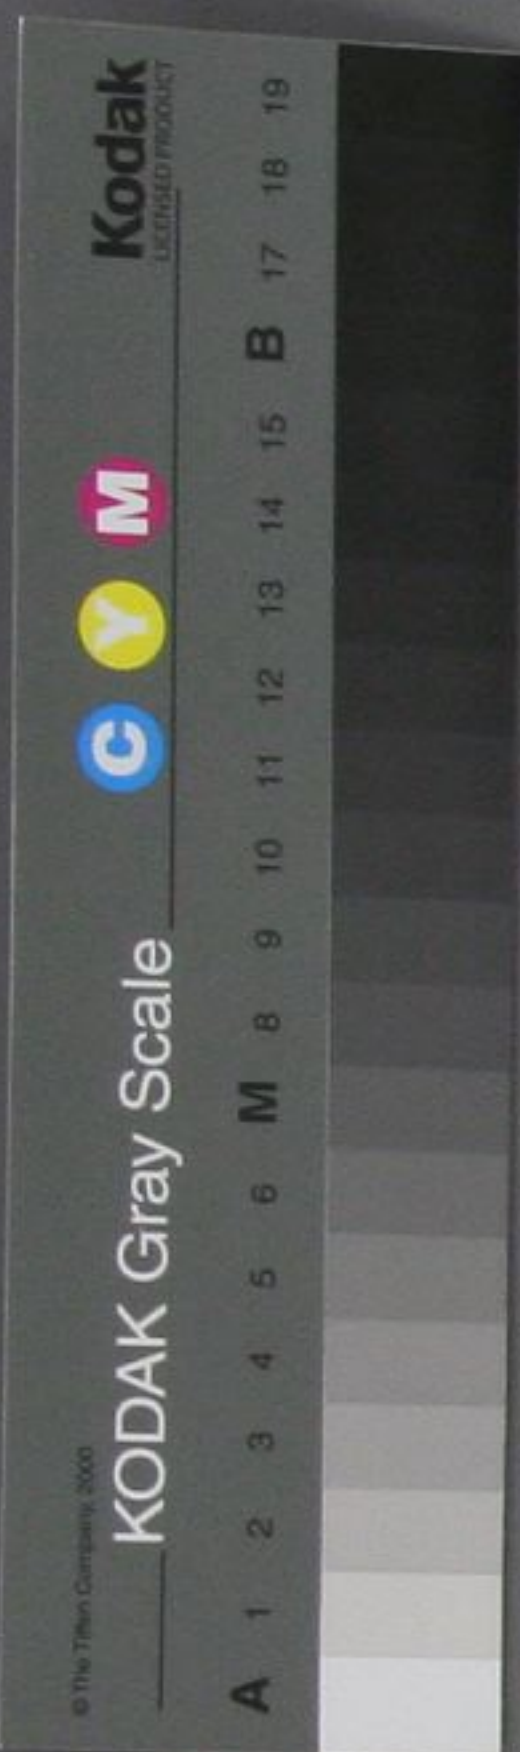 © The Tiffen Company, 2000
KODAK Gray Scale
C Y M
Kodak
LICENSED PRODUCT
A 1 2 3 4 5 6 M 8 9 10 11 12 13 14 15 B 17 18 19